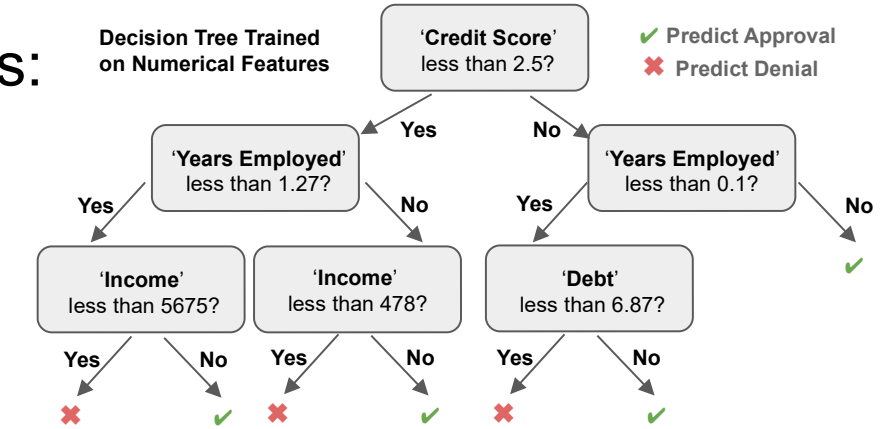 s:
Decision Tree Trained
on Numerical Features
'Credit Score'
less than 2.5?
✔ Predict Approval
✖ Predict Denial
Yes
No
'Years Employed'
less than 1.27?
'Years Employed'
less than 0.1?
Yes
No
Yes
No
'Income'
less than 5675?
'Income'
less than 478?
'Debt'
less than 6.87?
Yes
No
Yes
No
Yes
No